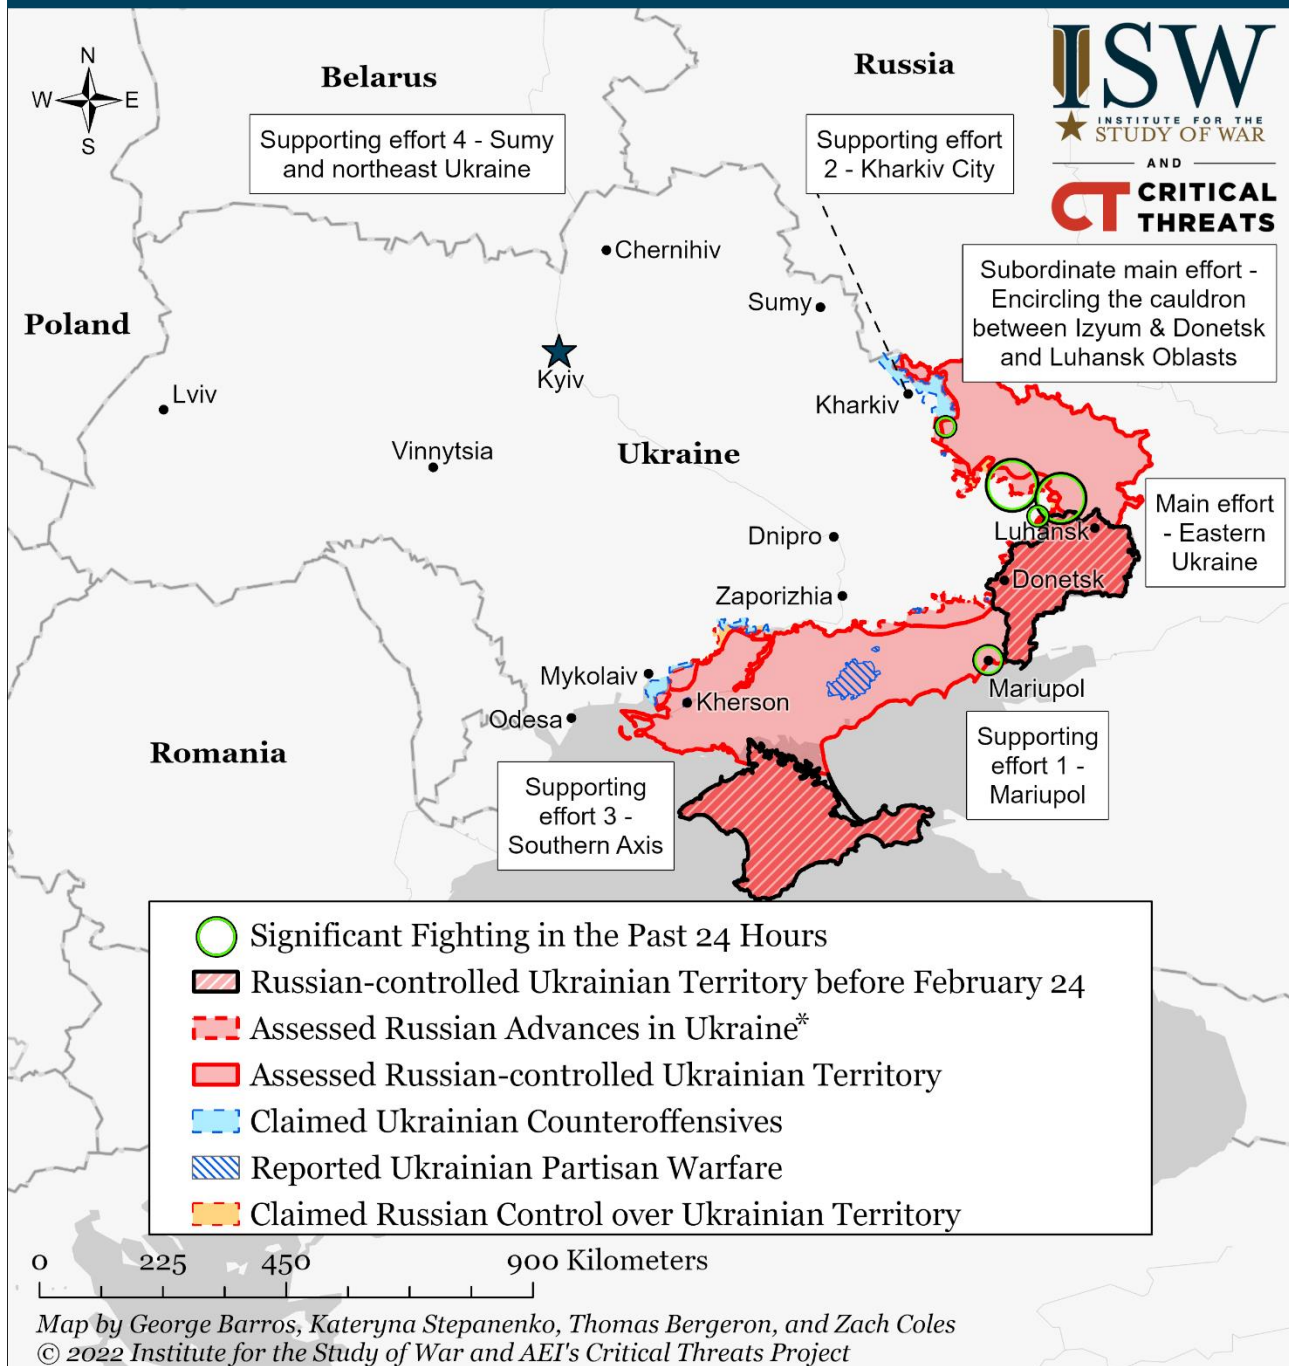 N
W
E
S
Belarus
Russia
ISW
INSTITUTE FOR THE
STUDY OF WAR
AND
CT CRITICAL
THREATS
Supporting effort 4 - Sumy
and northeast Ukraine
Supporting effort
2 - Kharkiv City
Subordinate main effort -
Encircling the cauldron
between Izyum & Donetsk
and Luhansk Oblasts
Chernihiv
Sumy
Poland
Kyiv
Lviv
Kharkiv
Vinnytsia
Ukraine
Main effort
- Eastern
Ukraine
Luhansk
Dnipro
Donetsk
Zaporizhia
Mykolaiv
Mariupol
Kherson
Odesa
Romania
Supporting
effort 1 -
Mariupol
Supporting
effort 3 -
Southern Axis
Significant Fighting in the Past 24 Hours
Russian-controlled Ukrainian Territory before February 24
Assessed Russian Advances in Ukraine*
Assessed Russian-controlled Ukrainian Territory
Claimed Ukrainian Counteroffensives
Reported Ukrainian Partisan Warfare
Claimed Russian Control over Ukrainian Territory
0 225 450 900 Kilometers
Map by George Barros, Kateryna Stepanenko, Thomas Bergeron, and Zach Coles
© 2022 Institute for the Study of War and AEI's Critical Threats Project